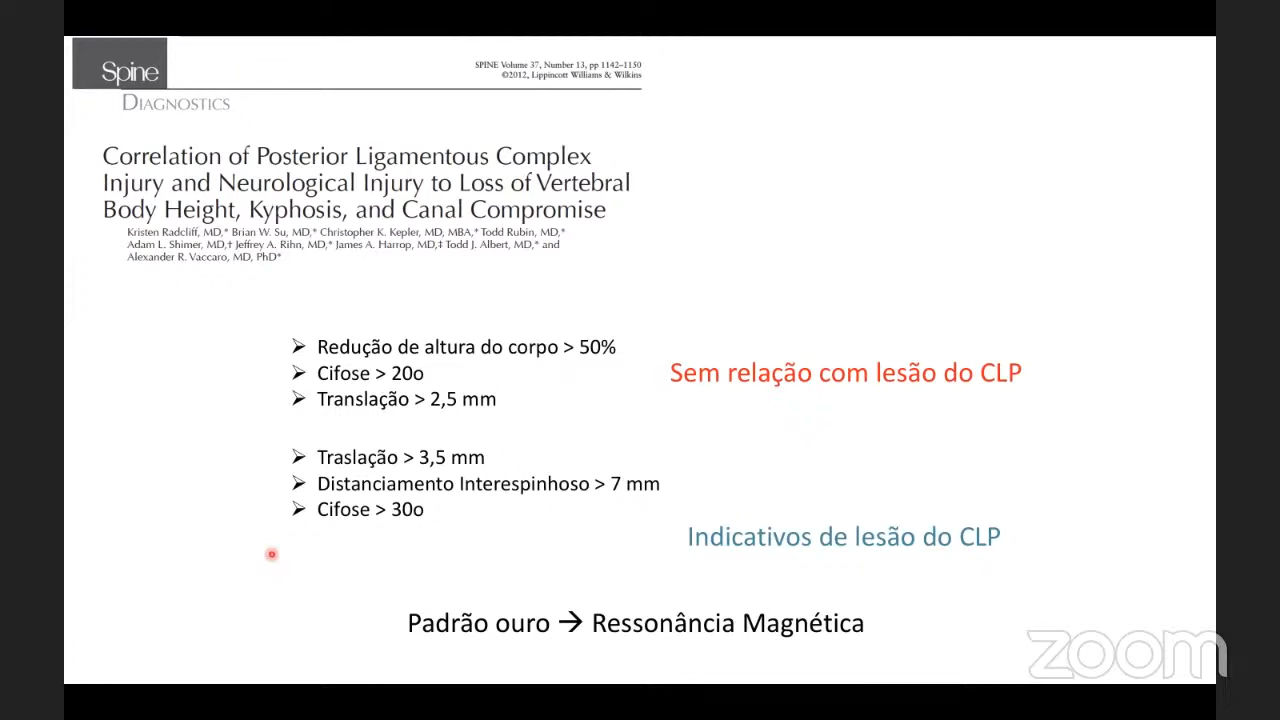 Spine
SPINE Volume 37, Number 13, pp 1142–1150
©2012, Lippincott Williams & Wilkins
DIAGNOSTICS
Correlation of Posterior Ligamentous Complex
Injury and Neurological Injury to Loss of Vertebral
Body Height, Kyphosis, and Canal Compromise
Kristen Radcliff, MD,* Brian W. Su, MD,* Christopher K. Kepler, MD, MBA,* Todd Rubin, MD,*
Adam L. Shimer, MD,† Jeffrey A. Rihn, MD,* James A. Harrop, MD,‡ Todd J. Albert, MD,* and
Alexander R. Vaccaro, MD, PhD*
➢ Redução de altura do corpo > 50%
➢ Cifose > 20o
➢ Translação > 2,5 mm
Sem relação com lesão do CLP
➢ Traslação > 3,5 mm
➢ Distanciamento Interespinhoso > 7 mm
➢ Cifose > 30o
Indicativos de lesão do CLP
Padrão ouro → Ressonância Magnética
zoom